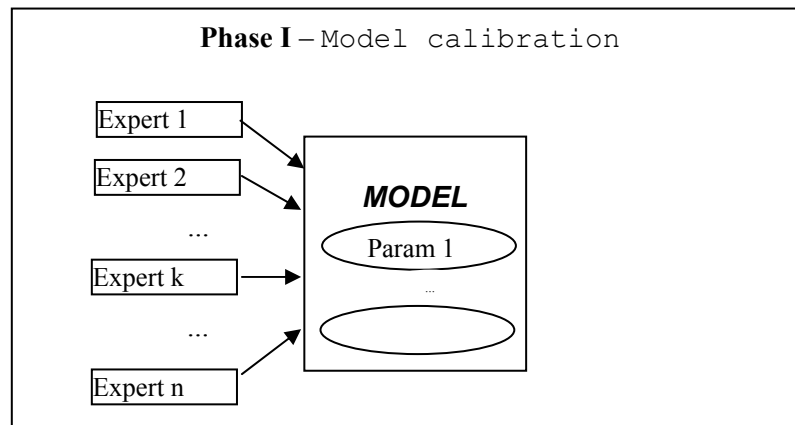 Phase I – Model calibration
Expert 1
Expert 2
...
Expert k
...
Expert n
MODEL
Param 1
...